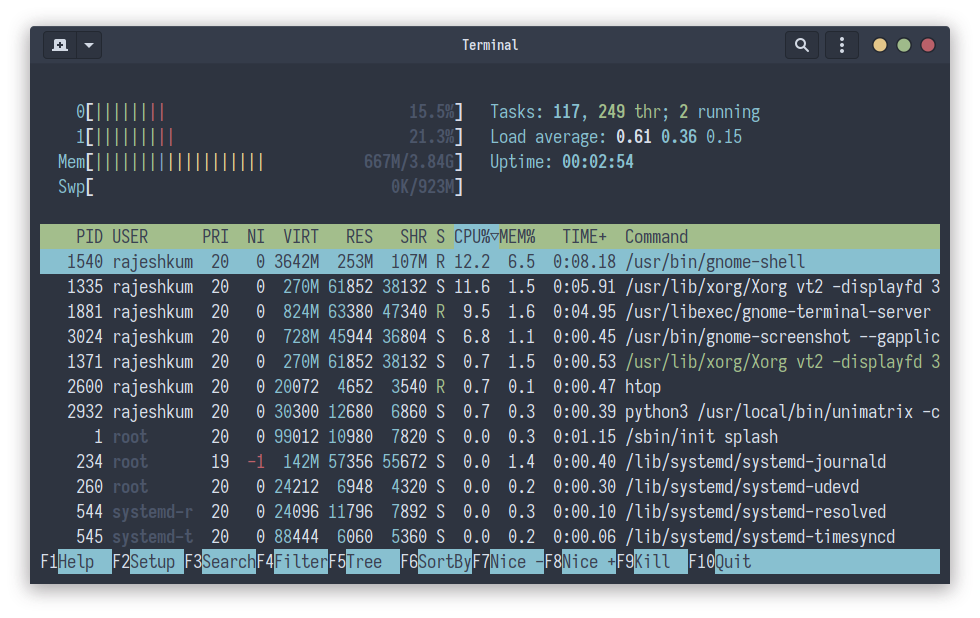 Terminal
0[|||||||| 15.5%] Tasks: 117, 249 thr; 2 running
1[||||||||| 21.3%] Load average: 0.61 0.36 0.15
Mem[||||||||||||||||||| 667M/3.84G] Uptime: 00:02:54
Swp[ 0K/923M]
PID USER PRI NI VIRT RES SHR S CPU%▽MEM% TIME+ Command
1540 rajeshkum 20 0 3642M 253M 107M R 12.2 6.5 0:08.18 /usr/bin/gnome-shell
1335 rajeshkum 20 0 270M 61852 38132 S 11.6 1.5 0:05.91 /usr/lib/xorg/Xorg vt2 -displayfd 3
1881 rajeshkum 20 0 824M 63380 47340 R 9.5 1.6 0:04.95 /usr/libexec/gnome-terminal-server
3024 rajeshkum 20 0 728M 45944 36804 S 6.8 1.1 0:00.45 /usr/bin/gnome-screenshot --gapplic
1371 rajeshkum 20 0 270M 61852 38132 S 0.7 1.5 0:00.53 /usr/lib/xorg/Xorg vt2 -displayfd 3
2600 rajeshkum 20 0 20072 4652 3540 R 0.7 0.1 0:00.47 htop
2932 rajeshkum 20 0 30300 12680 6860 S 0.7 0.3 0:00.39 python3 /usr/local/bin/unimatrix -c
1 root 20 0 99012 10980 7820 S 0.0 0.3 0:01.15 /sbin/init splash
234 root 19 -1 142M 57356 55672 S 0.0 1.4 0:00.40 /lib/systemd/systemd-journald
260 root 20 0 24212 6948 4320 S 0.0 0.2 0:00.30 /lib/systemd/systemd-udevd
544 systemd-r 20 0 24096 11796 7892 S 0.0 0.3 0:00.10 /lib/systemd/systemd-resolved
545 systemd-t 20 0 88444 6060 5360 S 0.0 0.2 0:00.06 /lib/systemd/systemd-timesyncd
F1Help F2Setup F3SearchF4FilterF5Tree F6SortByF7Nice -F8Nice +F9Kill F10Quit